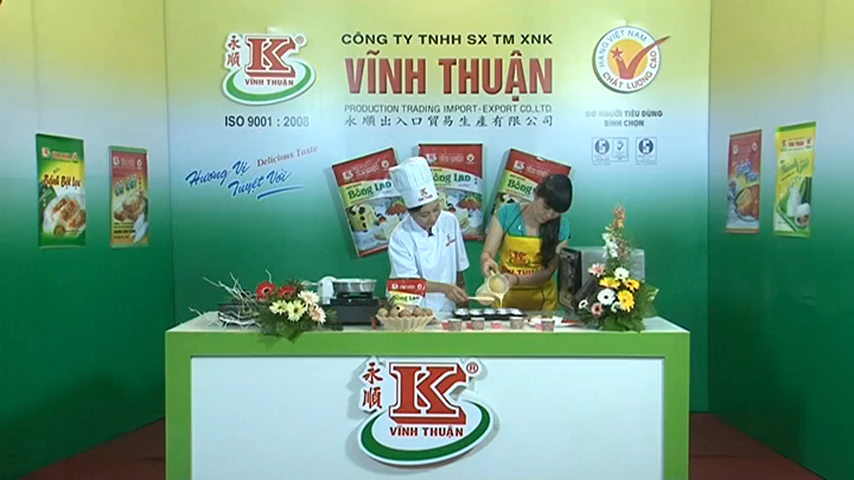 永順
K®
VĨNH THUẬN
ISO 9001 : 2008
CÔNG TY TNHH SX TM XNK
VĨNH THUẬN
PRODUCTION TRADING IMPORT-EXPORT CO.,LTD.
永順出入口貿易生產有限公司
HÀNG VIỆT NAM
CHẤT LƯỢNG CAO
DO NGƯỜI TIÊU DÙNG
BÌNH CHỌN
Hương Vị
Tuyệt Vời
Delicious Taste
Bánh Bột Lọc
Bông Lan
Bông Lan
K
Bông Lan
永順
K®
VĨNH THUẬN